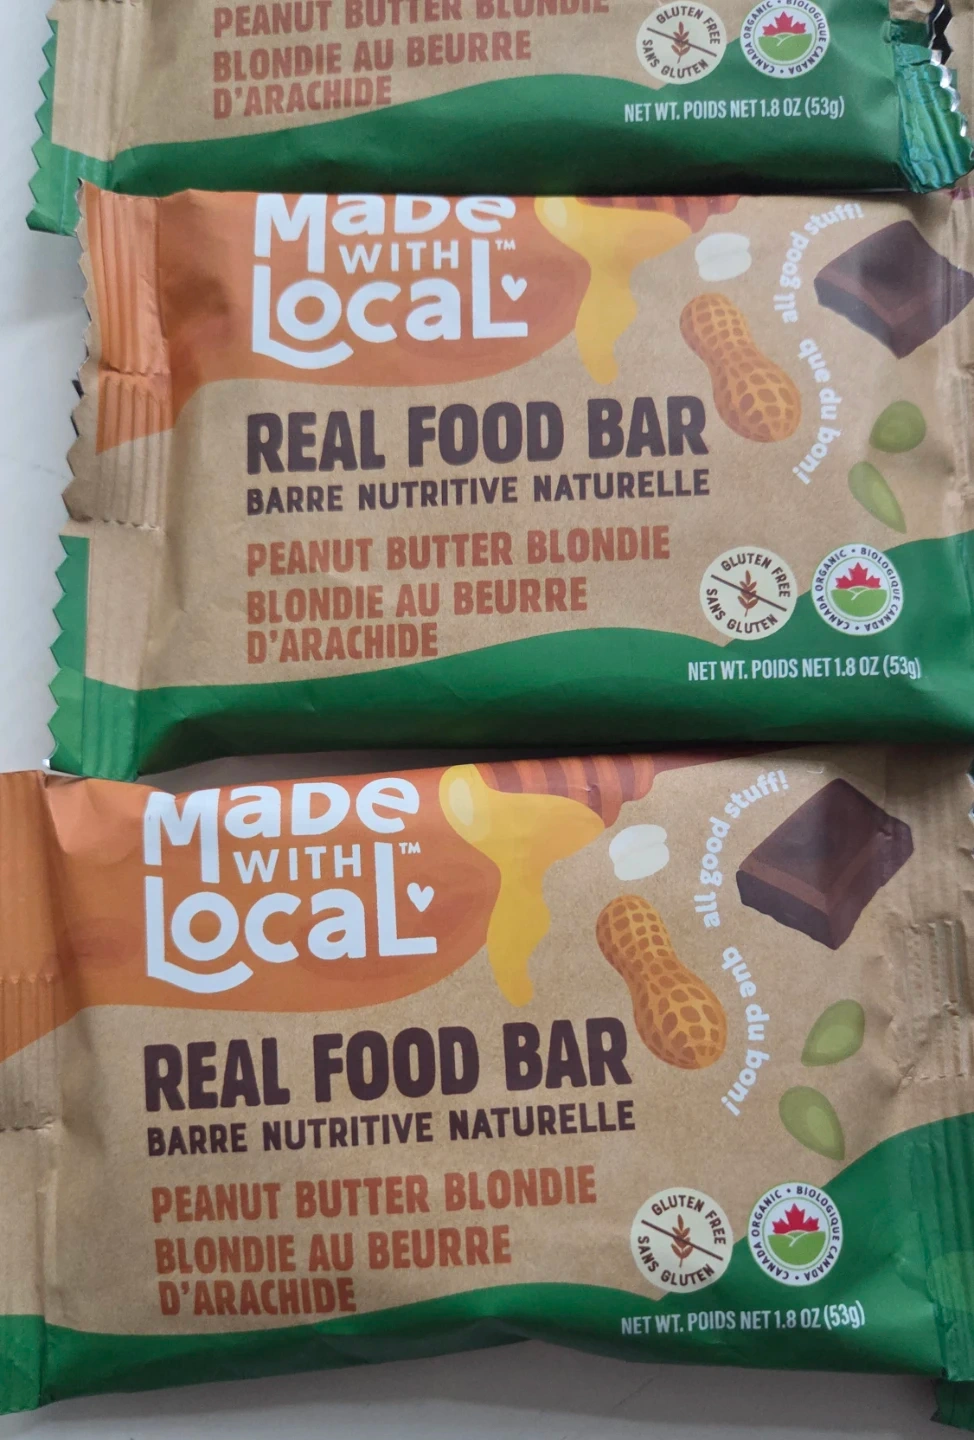 PEANUT BUTTER BLONDIE
BLONDIE AU BEURRE
D'ARACHIDE
GLUTEN FREE
SANS GLUTEN
CANADA ORGANIC • BIOLOGIQUE CANADA •
NET WT. POIDS NET 1.8 OZ (53g)
Made
WITH
Local™
all good stuff!
que du bon!
REAL FOOD BAR
BARRE NUTRITIVE NATURELLE
PEANUT BUTTER BLONDIE
BLONDIE AU BEURRE
D'ARACHIDE
GLUTEN FREE
SANS GLUTEN
CANADA ORGANIC • BIOLOGIQUE CANADA •
NET WT. POIDS NET 1.8 OZ (53g)
Made
WITH
Local™
all good stuff!
que du bon!
REAL FOOD BAR
BARRE NUTRITIVE NATURELLE
PEANUT BUTTER BLONDIE
BLONDIE AU BEURRE
D'ARACHIDE
GLUTEN FREE
SANS GLUTEN
CANADA ORGANIC • BIOLOGIQUE CANADA •
NET WT. POIDS NET 1.8 OZ (53g)